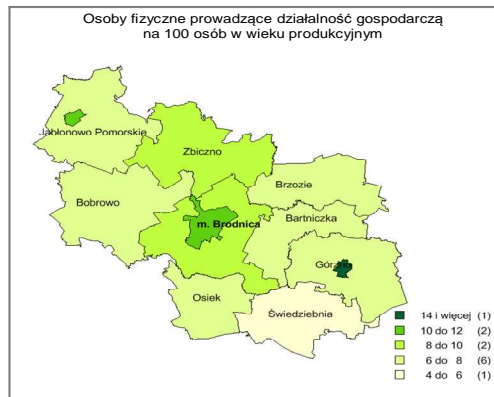 Osoby fizyczne prowadzące działalność gospodarczą
na 100 osób w wieku produkcyjnym
Jabłonowo Pomorskie
Zbiczno
Brzozie
Bobrowo
Bartniczka
m. Brodnica
Górzno
Osiek
Świedziebnia
14 i więcej (1)
10 do 12 (2)
8 do 10 (2)
6 do 8 (6)
4 do 6 (1)